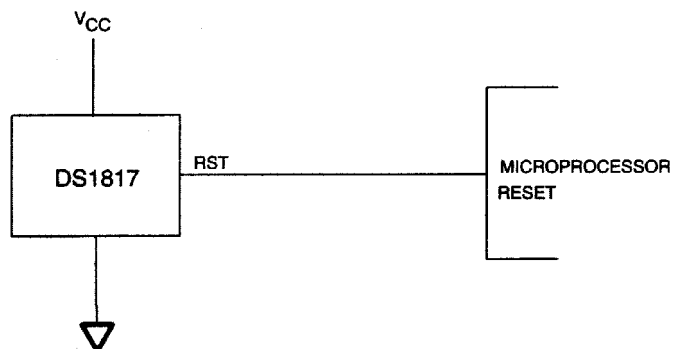 VCC
DS1817
RST
MICROPROCESSOR
RESET